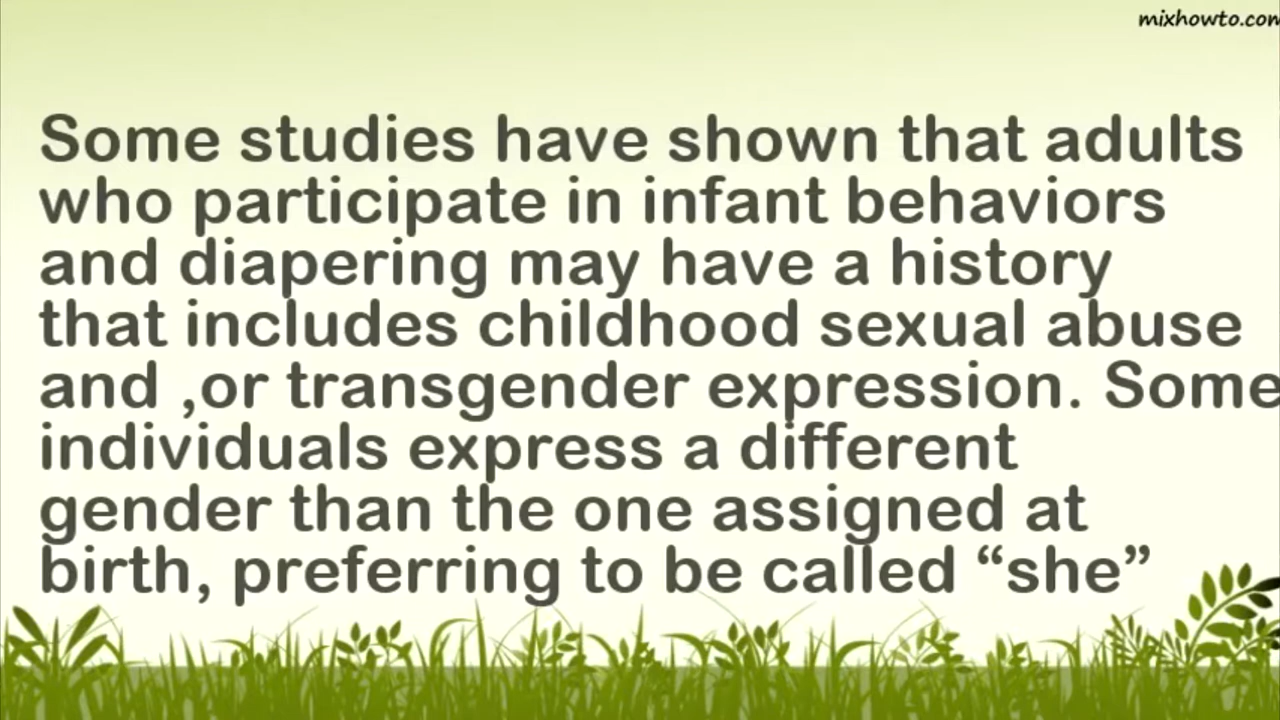 mixhowto.com
Some studies have shown that adults
who participate in infant behaviors
and diapering may have a history
that includes childhood sexual abuse
and ,or transgender expression. Some
individuals express a different
gender than the one assigned at
birth, preferring to be called “she”